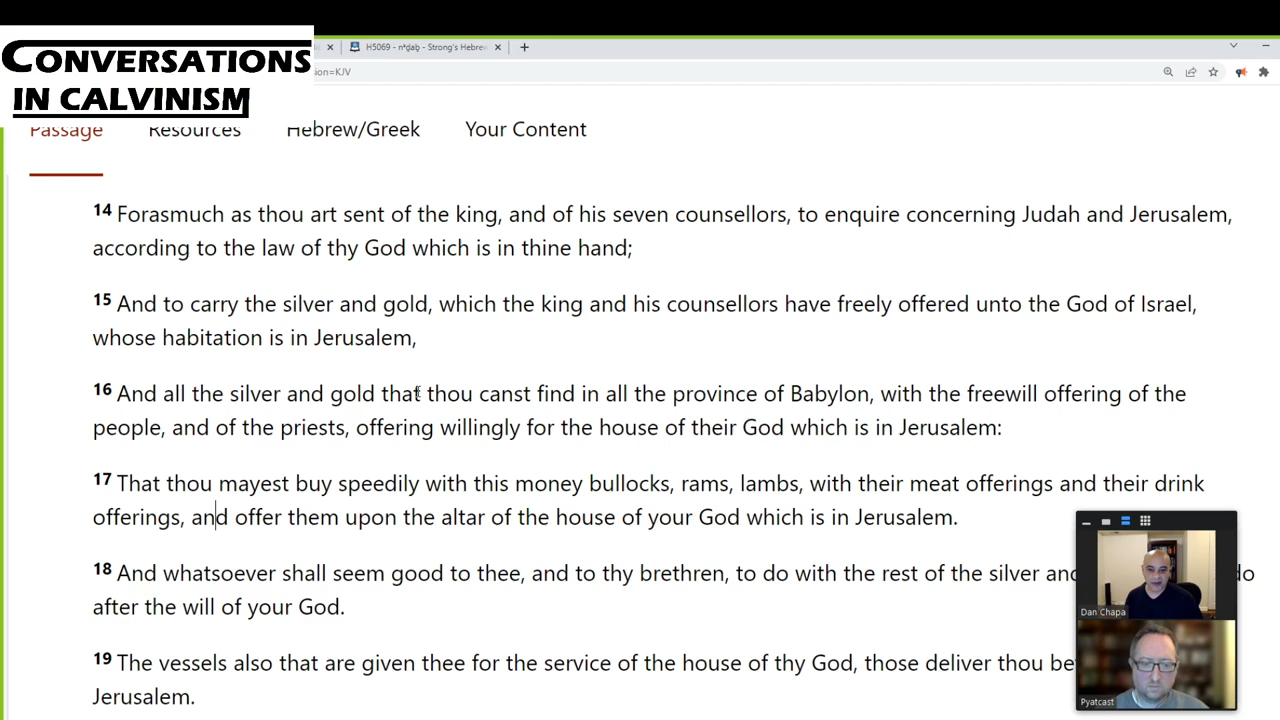 CONVERSATIONS
IN CALVINISM
H5069 - nᵊḏaḇ - Strong's Hebrew
ion=KJV
Passage Resources Hebrew/Greek Your Content
14 Forasmuch as thou art sent of the king, and of his seven counsellors, to enquire concerning Judah and Jerusalem,
according to the law of thy God which is in thine hand;
15 And to carry the silver and gold, which the king and his counsellors have freely offered unto the God of Israel,
whose habitation is in Jerusalem,
16 And all the silver and gold that thou canst find in all the province of Babylon, with the freewill offering of the
people, and of the priests, offering willingly for the house of their God which is in Jerusalem:
17 That thou mayest buy speedily with this money bullocks, rams, lambs, with their meat offerings and their drink
offerings, and offer them upon the altar of the house of your God which is in Jerusalem.
18 And whatsoever shall seem good to thee, and to thy brethren, to do with the rest of the silver and do
after the will of your God.
19 The vessels also that are given thee for the service of the house of thy God, those deliver thou be
Jerusalem.
Dan Chapa
Pyatcast